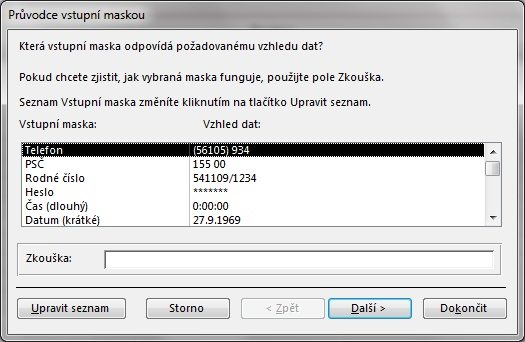 Průvodce vstupní maskou
Která vstupní maska odpovídá požadovanému vzhledu dat?
Pokud chcete zjistit, jak vybraná maska funguje, použijte pole Zkouška.
Seznam Vstupní maska změníte kliknutím na tlačítko Upravit seznam.
Vstupní maska: Vzhled dat:
Telefon (56105) 934
PSČ 155 00
Rodné číslo 541109/1234
Heslo *******
Čas (dlouhý) 0:00:00
Datum (krátké) 27.9.1969
Zkouška:
Upravit seznam Storno < Zpět Další > Dokončit